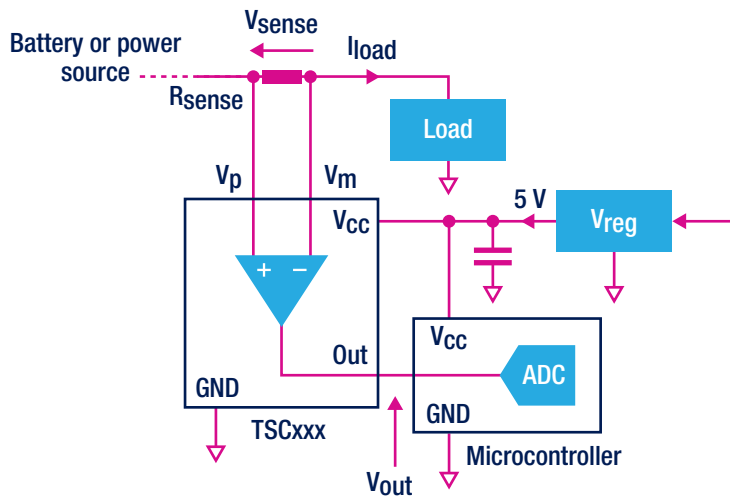 Vsense
Battery or power
source
Iload
Rsense
Load
Vp
Vm
5 V
Vcc
Vreg
+ −
Vcc
Out
ADC
GND
GND
TSCxxx
Microcontroller
Vout